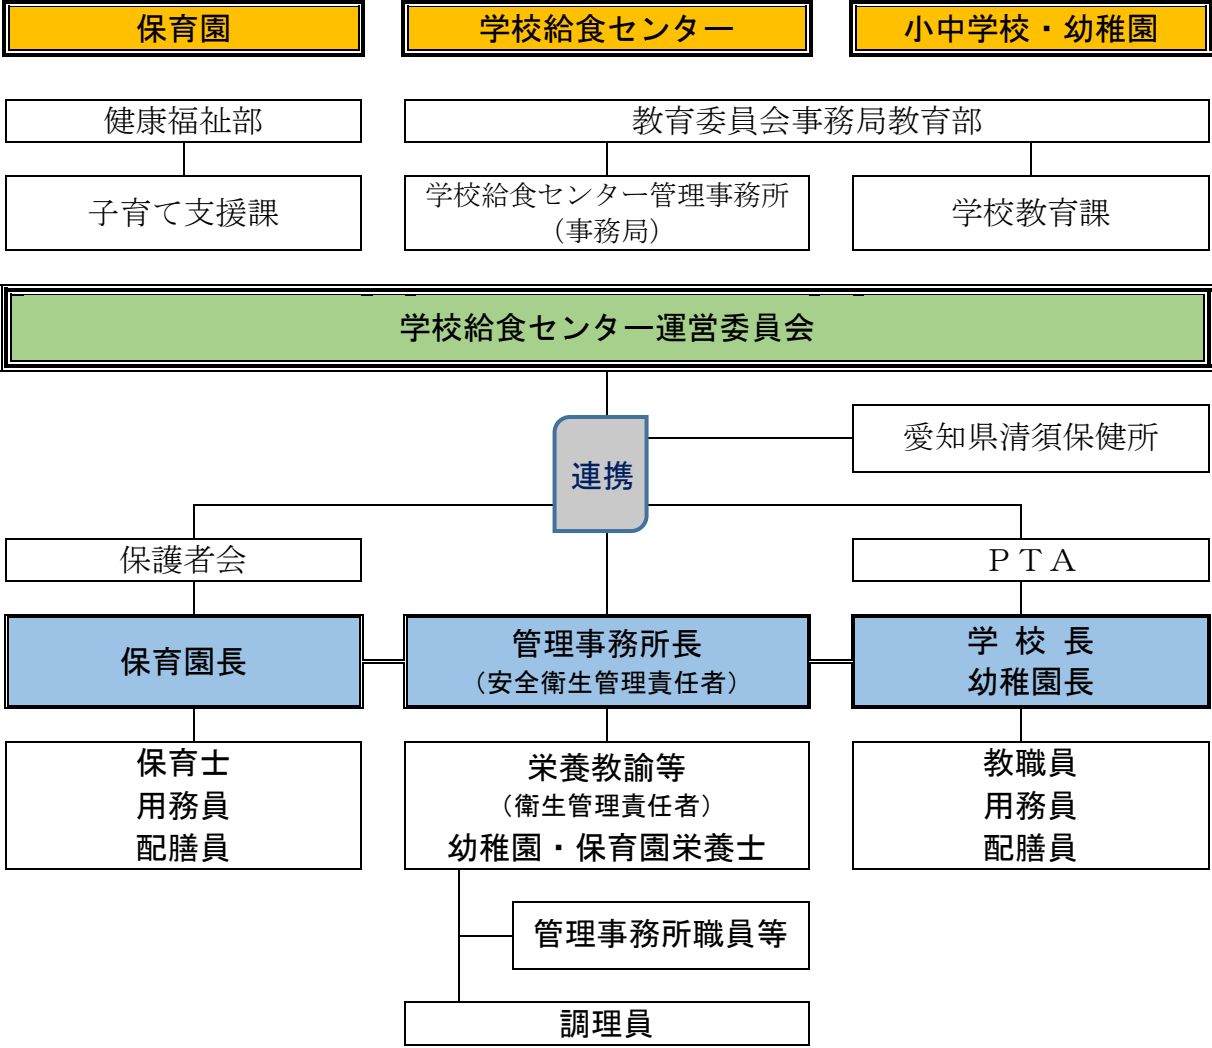 保育園
学校給食センター
小中学校・幼稚園
健康福祉部
教育委員会事務局教育部
子育て支援課
学校給食センター管理事務所
（事務局）
学校教育課
学校給食センター運営委員会
愛知県清須保健所
連携
保護者会
ＰＴＡ
保育園長
管理事務所長
（安全衛生管理責任者）
学 校 長
幼稚園長
保育士
用務員
配膳員
栄養教諭等
（衛生管理責任者）
幼稚園・保育園栄養士
教職員
用務員
配膳員
管理事務所職員等
調理員